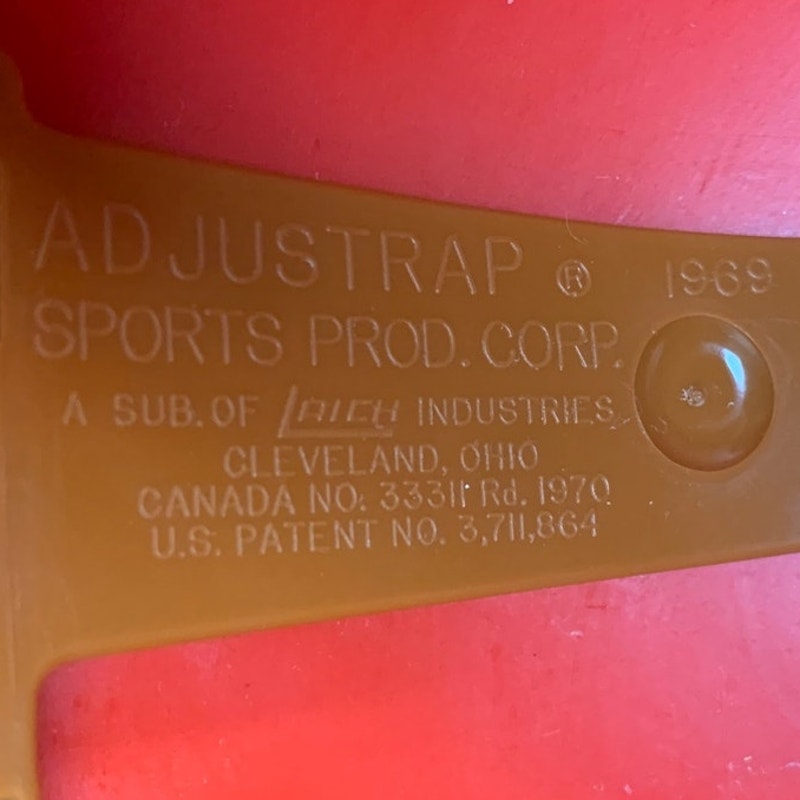 ADJUSTRAP ® 1969
SPORTS PROD. CORP.
A SUB. OF LAICH INDUSTRIES
CLEVELAND, OHIO
CANADA NO: 33311 Rd. 1970
U.S. PATENT NO. 3,711,864